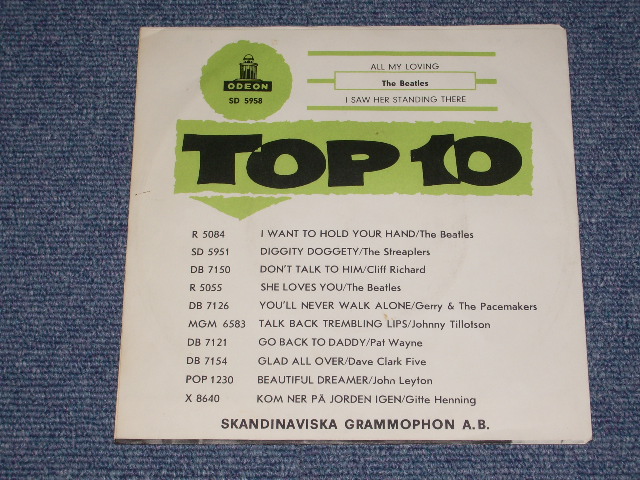 ODEON
SD 5958
ALL MY LOVING
The Beatles
I SAW HER STANDING THERE
TOP 10
R 5084 I WANT TO HOLD YOUR HAND/The Beatles
SD 5951 DIGGITY DOGGETY/The Streaplers
DB 7150 DON'T TALK TO HIM/Cliff Richard
R 5055 SHE LOVES YOU/The Beatles
DB 7126 YOU'LL NEVER WALK ALONE/Gerry & The Pacemakers
MGM 6583 TALK BACK TREMBLING LIPS/Johnny Tillotson
DB 7121 GO BACK TO DADDY/Pat Wayne
DB 7154 GLAD ALL OVER/Dave Clark Five
POP 1230 BEAUTIFUL DREAMER/John Leyton
X 8640 KOM NER PÅ JORDEN IGEN/Gitte Henning
SKANDINAVISKA GRAMMOPHON A.B.